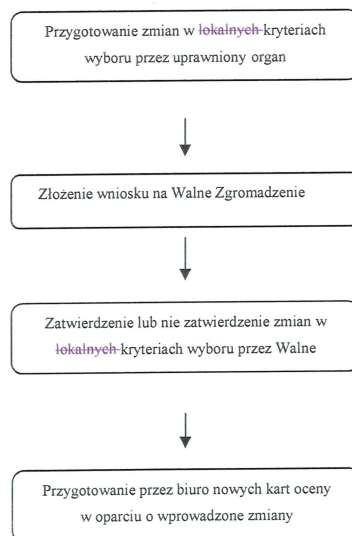 Przygotowanie zmian w lokalnych kryteriach
wyboru przez uprawniony organ
Złożenie wniosku na Walne Zgromadzenie
Zatwierdzenie lub nie zatwierdzenie zmian w
lokalnych kryteriach wyboru przez Walne
Przygotowanie przez biuro nowych kart oceny
w oparciu o wprowadzone zmiany